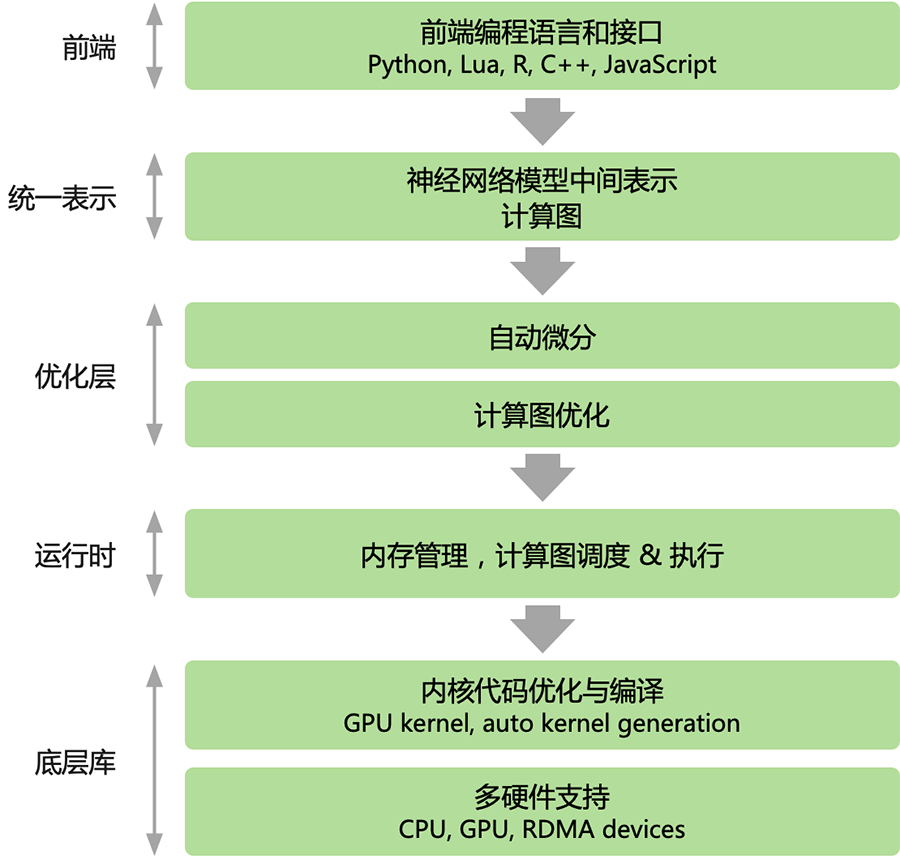 前端
前端编程语言和接口
Python, Lua, R, C++, JavaScript
统一表示
神经网络模型中间表示
计算图
优化层
自动微分
计算图优化
运行时
内存管理，计算图调度 & 执行
底层库
内核代码优化与编译
GPU kernel, auto kernel generation
多硬件支持
CPU, GPU, RDMA devices